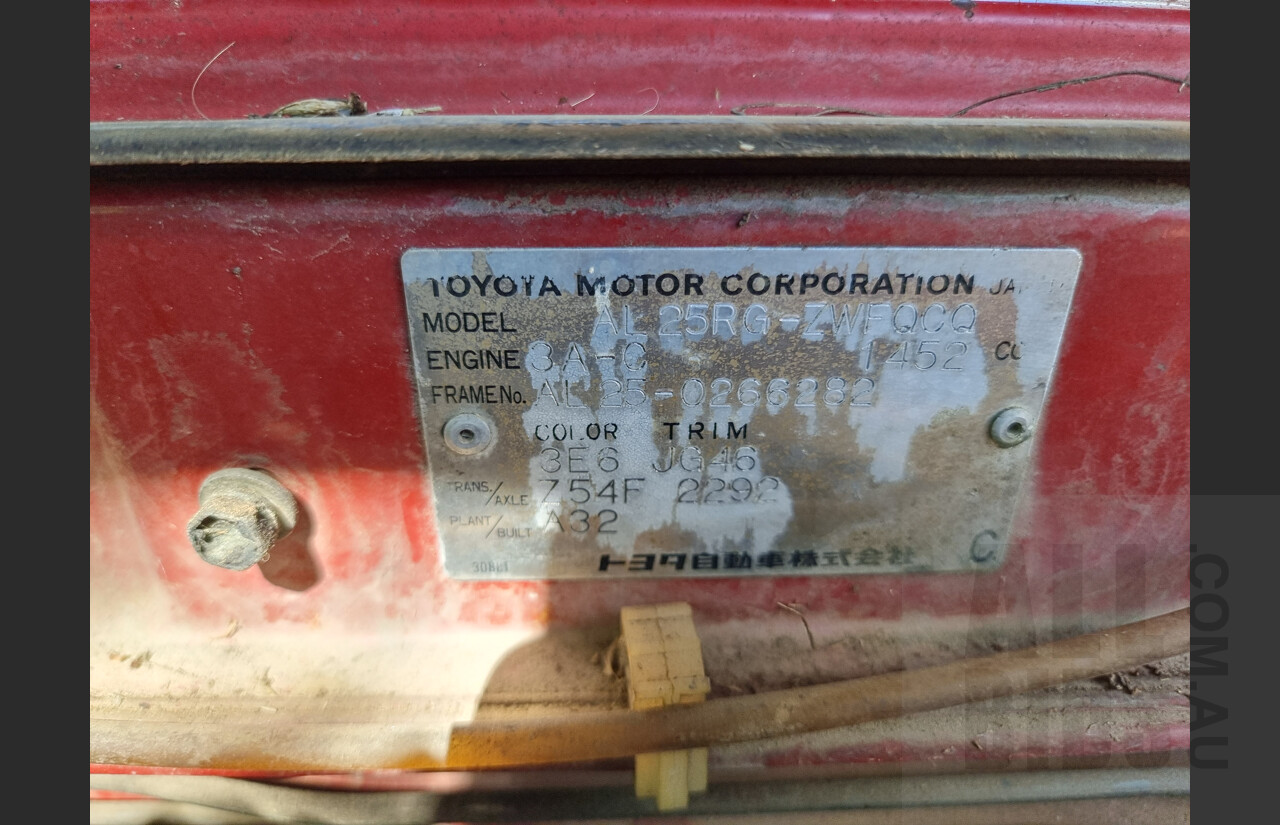 TOYOTA MOTOR CORPORATION JAPAN
MODEL AL25RG-ZWFQCQ
ENGINE 3A-C 1452 CC
FRAME No. AL25-0266282
COLOR TRIM
3E6 JG46
TRANS./AXLE Z54F 2292
PLANT/BUILT A32
トヨタ自動車株式会社 C
.COM.AU